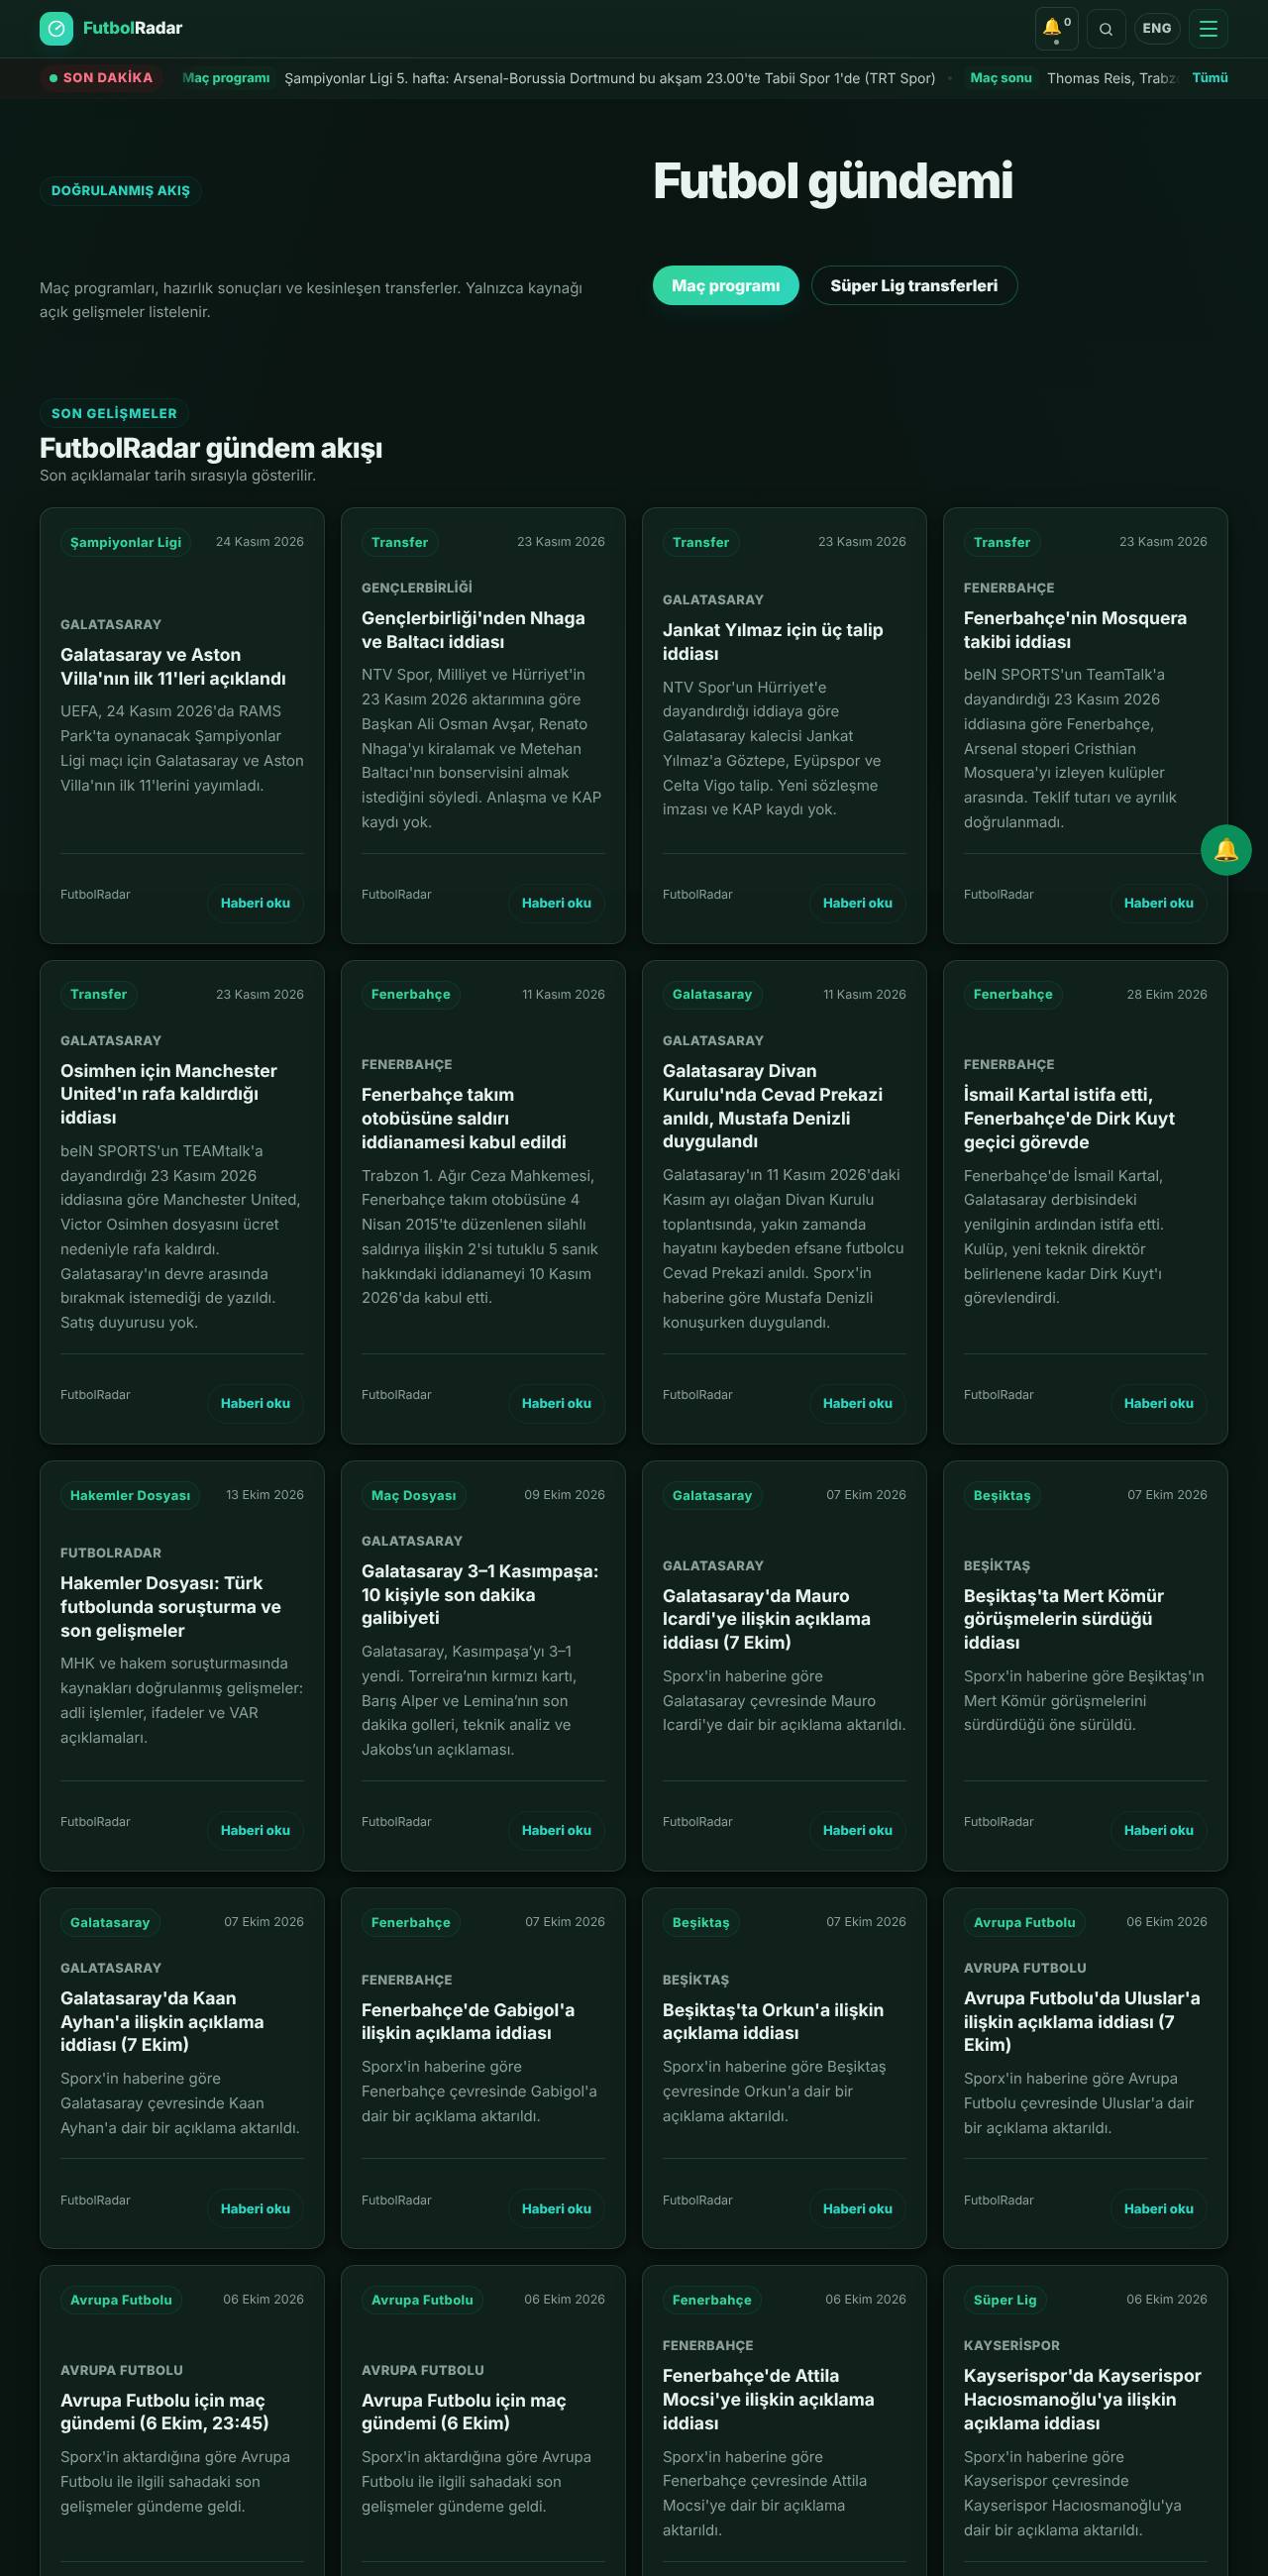 FutbolRadar
0
ENG
SON DAKİKA
Maç programı Şampiyonlar Ligi 5. hafta: Arsenal-Borussia Dortmund bu akşam 23.00'te Tabii Spor 1'de (TRT Spor) • Maç sonu Thomas Reis,
Tümü
DOĞRULANMIŞ AKIŞ
Futbol gündemi
Maç programları, hazırlık sonuçları ve kesinleşen transferler. Yalnızca kaynağı
açık gelişmeler listelenir.
Maç programı
Süper Lig transferleri
SON GELİŞMELER
FutbolRadar gündem akışı
Son açıklamalar tarih sırasıyla gösterilir.
Şampiyonlar Ligi
24 Kasım 2026
GALATASARAY
Galatasaray ve Aston
Villa'nın ilk 11'leri açıklandı
UEFA, 24 Kasım 2026'da RAMS
Park'ta oynanacak Şampiyonlar
Ligi maçı için Galatasaray ve Aston
Villa'nın ilk 11'lerini yayımladı.
FutbolRadar
Haberi oku
Transfer
23 Kasım 2026
GENÇLERBİRLİĞİ
Gençlerbirliği'nden Nhaga
ve Baltacı iddiası
NTV Spor, Milliyet ve Hürriyet'in
23 Kasım 2026 aktarımına göre
Başkan Ali Osman Avşar, Renato
Nhaga'yı kiralamak ve Metehan
Baltacı'nın bonservisini almak
istediğini söyledi. Anlaşma ve KAP
kaydı yok.
FutbolRadar
Haberi oku
Transfer
23 Kasım 2026
GALATASARAY
Jankat Yılmaz için üç talip
iddiası
NTV Spor'un Hürriyet'e
dayandırdığı iddiaya göre
Galatasaray kalecisi Jankat
Yılmaz'a Göztepe, Eyüpspor ve
Celta Vigo talip. Yeni sözleşme
imzası ve KAP kaydı yok.
FutbolRadar
Haberi oku
Transfer
23 Kasım 2026
FENERBAHÇE
Fenerbahçe'nin Mosquera
takibi iddiası
beIN SPORTS'un TeamTalk'a
dayandırdığı 23 Kasım 2026
iddiasına göre Fenerbahçe,
Arsenal stoperi Cristhian
Mosquera'yı izleyen kulüpler
arasında. Teklif tutarı ve ayrılık
doğrulanmadı.
FutbolRadar
Haberi oku
Transfer
23 Kasım 2026
GALATASARAY
Osimhen için Manchester
United'ın rafa kaldırdığı
iddiası
beIN SPORTS'un TEAMtalk'a
dayandırdığı 23 Kasım 2026
iddiasına göre Manchester United,
Victor Osimhen dosyasını ücret
nedeniyle rafa kaldırdı.
Galatasaray'ın devre arasında
bırakmak istemediği de yazıldı.
Satış duyurusu yok.
FutbolRadar
Haberi oku
Fenerbahçe
11 Kasım 2026
FENERBAHÇE
Fenerbahçe takım
otobüsüne saldırı
iddianamesi kabul edildi
Trabzon 1. Ağır Ceza Mahkemesi,
Fenerbahçe takım otobüsüne 4
Nisan 2015'te düzenlenen silahlı
saldırıya ilişkin 2'si tutuklu 5 sanık
hakkındaki iddianameyi 10 Kasım
2026'da kabul etti.
FutbolRadar
Haberi oku
Galatasaray
11 Kasım 2026
GALATASARAY
Galatasaray Divan
Kurulu'nda Cevad Prekazi
anıldı, Mustafa Denizli
duygulandı
Galatasaray'ın 11 Kasım 2026'daki
Kasım ayı olağan Divan Kurulu
toplantısında, yakın zamanda
hayatını kaybeden efsane futbolcu
Cevad Prekazi anıldı. Sporx'in
haberine göre Mustafa Denizli
konuşurken duygulandı.
FutbolRadar
Haberi oku
Fenerbahçe
28 Ekim 2026
FENERBAHÇE
İsmail Kartal istifa etti,
Fenerbahçe'de Dirk Kuyt
geçici görevde
Fenerbahçe'de İsmail Kartal,
Galatasaray derbisindeki
yenilginin ardından istifa etti.
Kulüp, yeni teknik direktör
belirlenene kadar Dirk Kuyt'ı
görevlendirdi.
FutbolRadar
Haberi oku
Hakemler Dosyası
13 Ekim 2026
FUTBOLRADAR
Hakemler Dosyası: Türk
futbolunda soruşturma ve
son gelişmeler
MHK ve hakem soruşturmasında
kaynakları doğrulanmış gelişmeler:
adli işlemler, ifadeler ve VAR
açıklamaları.
FutbolRadar
Haberi oku
Maç Dosyası
09 Ekim 2026
GALATASARAY
Galatasaray 3–1 Kasımpaşa:
10 kişiyle son dakika
galibiyeti
Galatasaray, Kasımpaşa’yı 3–1
yendi. Torreira’nın kırmızı kartı,
Barış Alper ve Lemina’nın son
dakika golleri, teknik analiz ve
Jakobs’un açıklaması.
FutbolRadar
Haberi oku
Galatasaray
07 Ekim 2026
GALATASARAY
Galatasaray'da Mauro
Icardi'ye ilişkin açıklama
iddiası (7 Ekim)
Sporx'in haberine göre
Galatasaray çevresinde Mauro
Icardi'ye dair bir açıklama aktarıldı.
FutbolRadar
Haberi oku
Beşiktaş
07 Ekim 2026
BEŞİKTAŞ
Beşiktaş'ta Mert Kömür
görüşmelerin sürdüğü
iddiası
Sporx'in haberine göre Beşiktaş'ın
Mert Kömür görüşmelerini
sürdürdüğü öne sürüldü.
FutbolRadar
Haberi oku
Galatasaray
07 Ekim 2026
GALATASARAY
Galatasaray'da Kaan
Ayhan'a ilişkin açıklama
iddiası (7 Ekim)
Sporx'in haberine göre
Galatasaray çevresinde Kaan
Ayhan'a dair bir açıklama aktarıldı.
FutbolRadar
Haberi oku
Fenerbahçe
07 Ekim 2026
FENERBAHÇE
Fenerbahçe'de Gabigol'a
ilişkin açıklama iddiası
Sporx'in haberine göre
Fenerbahçe çevresinde Gabigol'a
dair bir açıklama aktarıldı.
FutbolRadar
Haberi oku
Beşiktaş
07 Ekim 2026
BEŞİKTAŞ
Beşiktaş'ta Orkun'a ilişkin
açıklama iddiası
Sporx'in haberine göre Beşiktaş
çevresinde Orkun'a dair bir
açıklama aktarıldı.
FutbolRadar
Haberi oku
Avrupa Futbolu
06 Ekim 2026
AVRUPA FUTBOLU
Avrupa Futbolu'da Uluslar'a
ilişkin açıklama iddiası (7
Ekim)
Sporx'in haberine göre Avrupa
Futbolu çevresinde Uluslar'a dair
bir açıklama aktarıldı.
FutbolRadar
Haberi oku
Avrupa Futbolu
06 Ekim 2026
AVRUPA FUTBOLU
Avrupa Futbolu için maç
gündemi (6 Ekim, 23:45)
Sporx'in aktardığına göre Avrupa
Futbolu ile ilgili sahadaki son
gelişmeler gündeme geldi.
Avrupa Futbolu
06 Ekim 2026
AVRUPA FUTBOLU
Avrupa Futbolu için maç
gündemi (6 Ekim)
Sporx'in aktardığına göre Avrupa
Futbolu ile ilgili sahadaki son
gelişmeler gündeme geldi.
Fenerbahçe
06 Ekim 2026
FENERBAHÇE
Fenerbahçe'de Attila
Mocsi'ye ilişkin açıklama
iddiası
Sporx'in haberine göre
Fenerbahçe çevresinde Attila
Mocsi'ye dair bir açıklama
aktarıldı.
Süper Lig
06 Ekim 2026
KAYSERİSPOR
Kayserispor'da Kayserispor
Hacıosmanoğlu'ya ilişkin
açıklama iddiası
Sporx'in haberine göre
Kayserispor çevresinde
Kayserispor Hacıosmanoğlu'ya
dair bir açıklama aktarıldı.